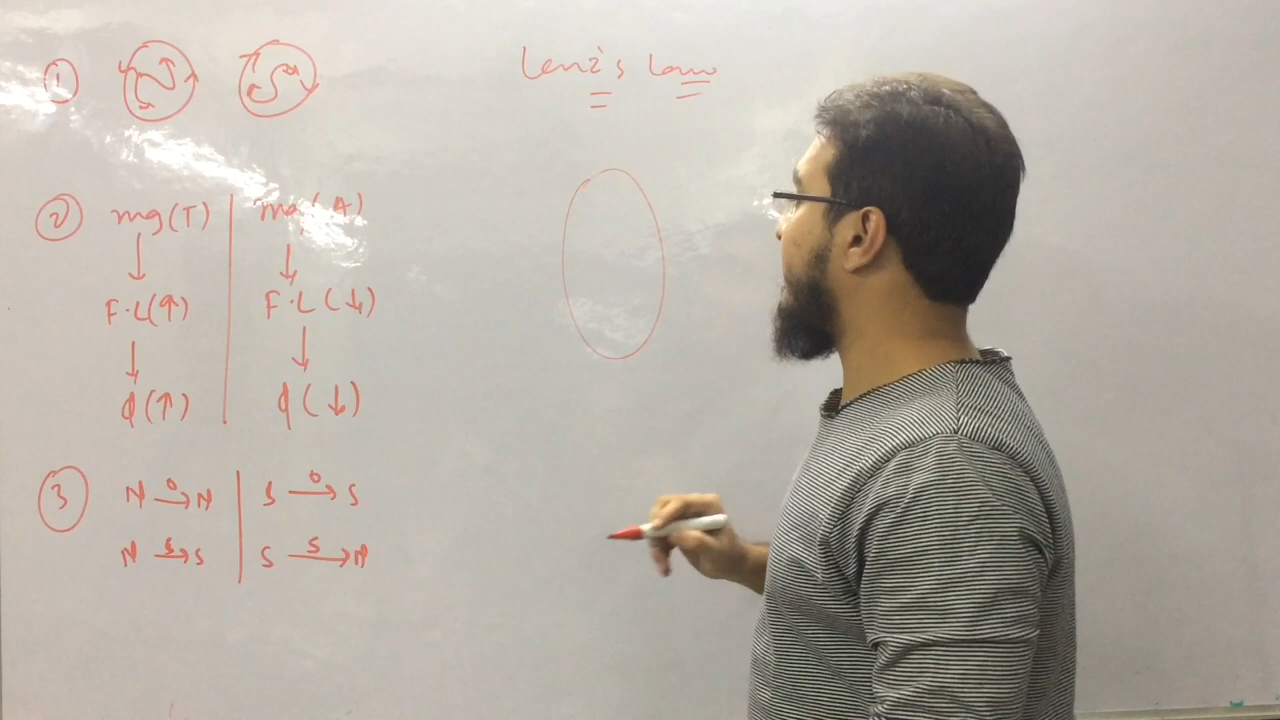 Lenz's Law
① N S
② mg(T) | mg(A)
↓ ↓
F.L(↑) F.L(↓)
↓ ↓
ϕ(↑) ϕ(↓)
③ N →O N | S →O S
N →S S | S →S N